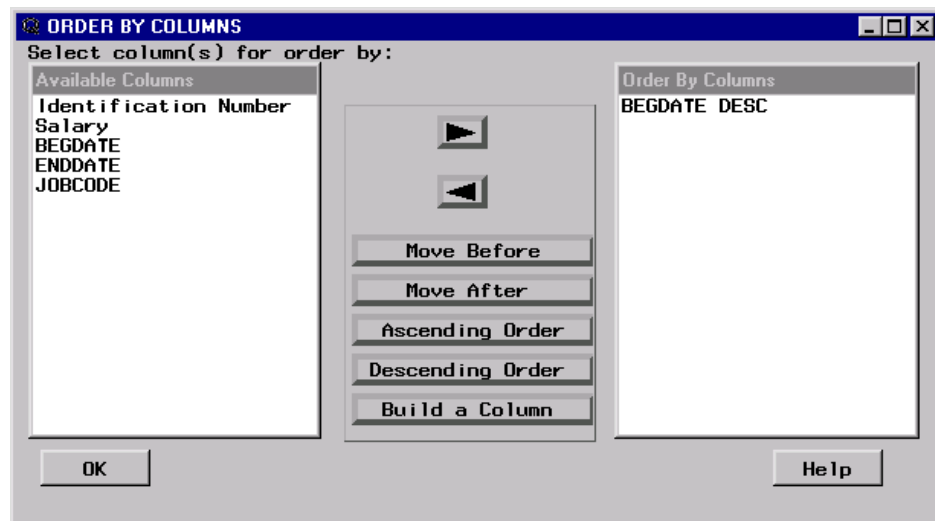 ORDER BY COLUMNS
Select column(s) for order by:
Available Columns
Identification Number
Salary
BEGDATE
ENDDATE
JOBCODE
Move Before
Move After
Ascending Order
Descending Order
Build a Column
Order By Columns
BEGDATE DESC
OK
Help